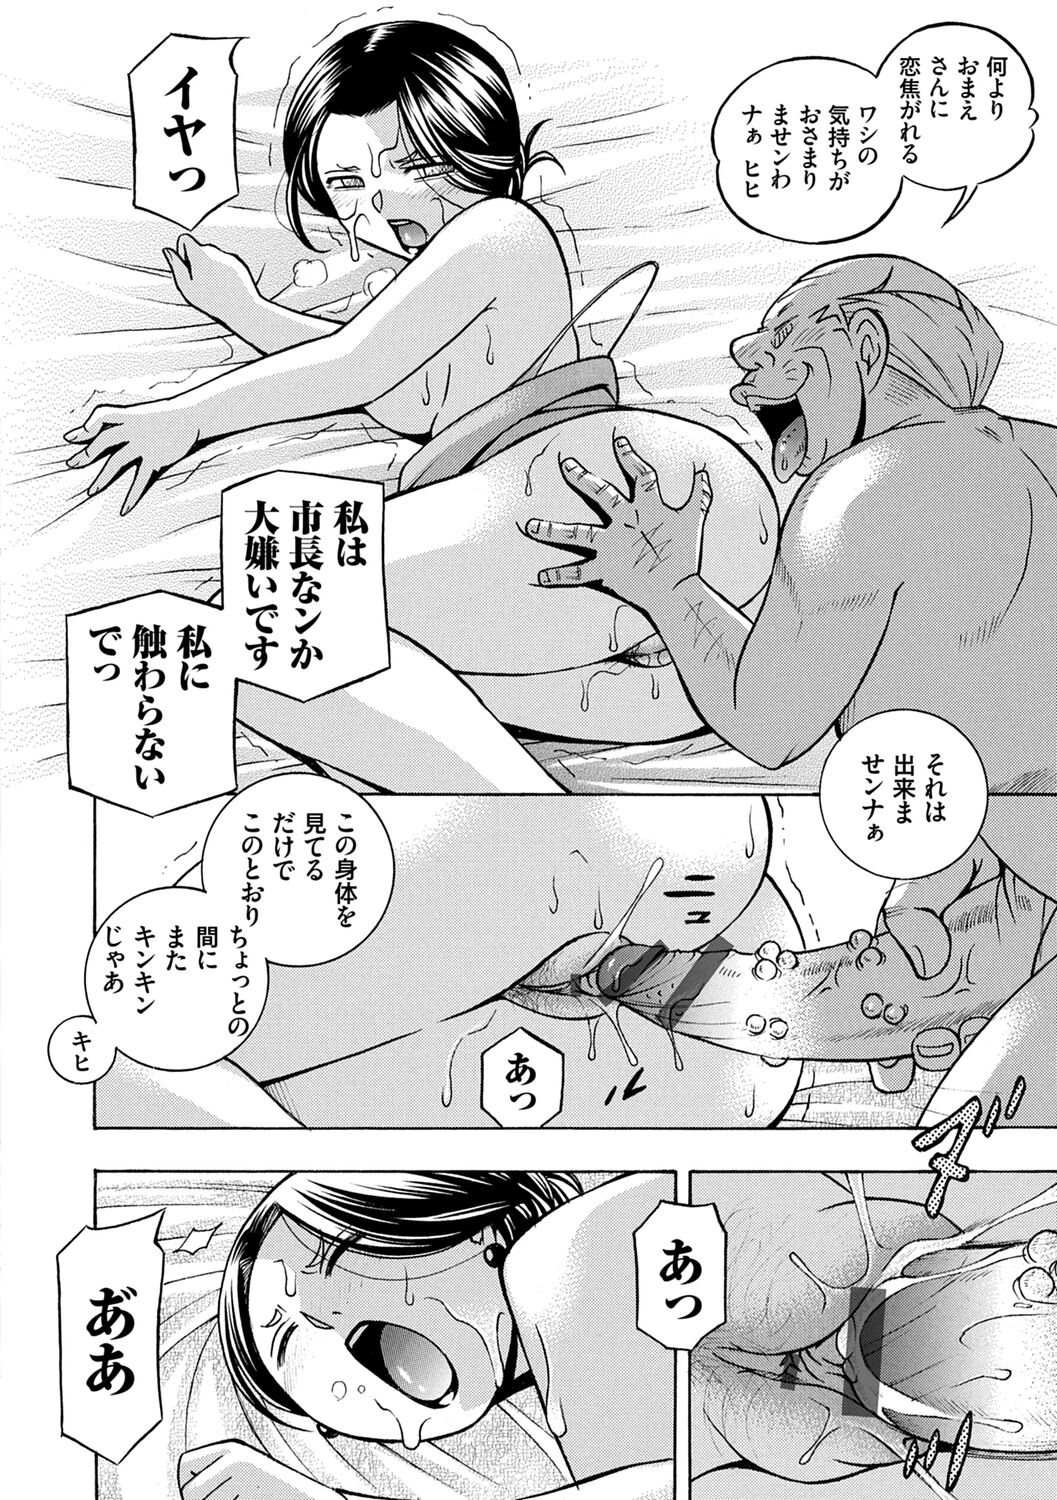 何より
おまえ
さんに
恋焦がれる
ワシの
気持ちが
おさまり
ませンわ
ナぁ ヒヒ
イヤっ
私は
市長なンか
大嫌いです
私に
触わらない
でっ
それは
出来ま
せンナぁ
この身体を
見てる
だけで
このとおり
ちょっとの
間に
また
キンキン
じゃあ
キヒ
ニュ
あっ
ズ
あっ
あ゛あ